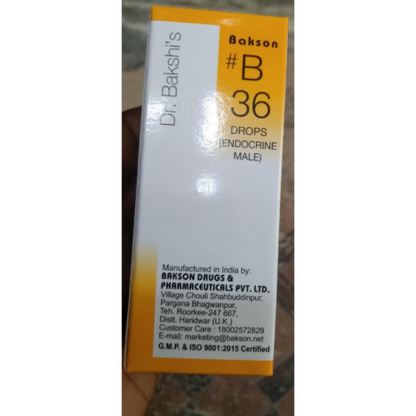 Dr. Bakshi's
Bakson
#B
36
DROPS
(ENDOCRINE
MALE)
Manufactured in India by:
BAKSON DRUGS &
PHARMACEUTICALS PVT. LTD.
Village Chouli Shahbuddinpur,
Pargana Bhagwanpur,
Teh. Roorkee-247 667,
Distt. Haridwar (U.K.)
Customer Care : 18002572829
E-mail: marketing@bakson.net
G.M.P. & ISO 9001:2015 Certified